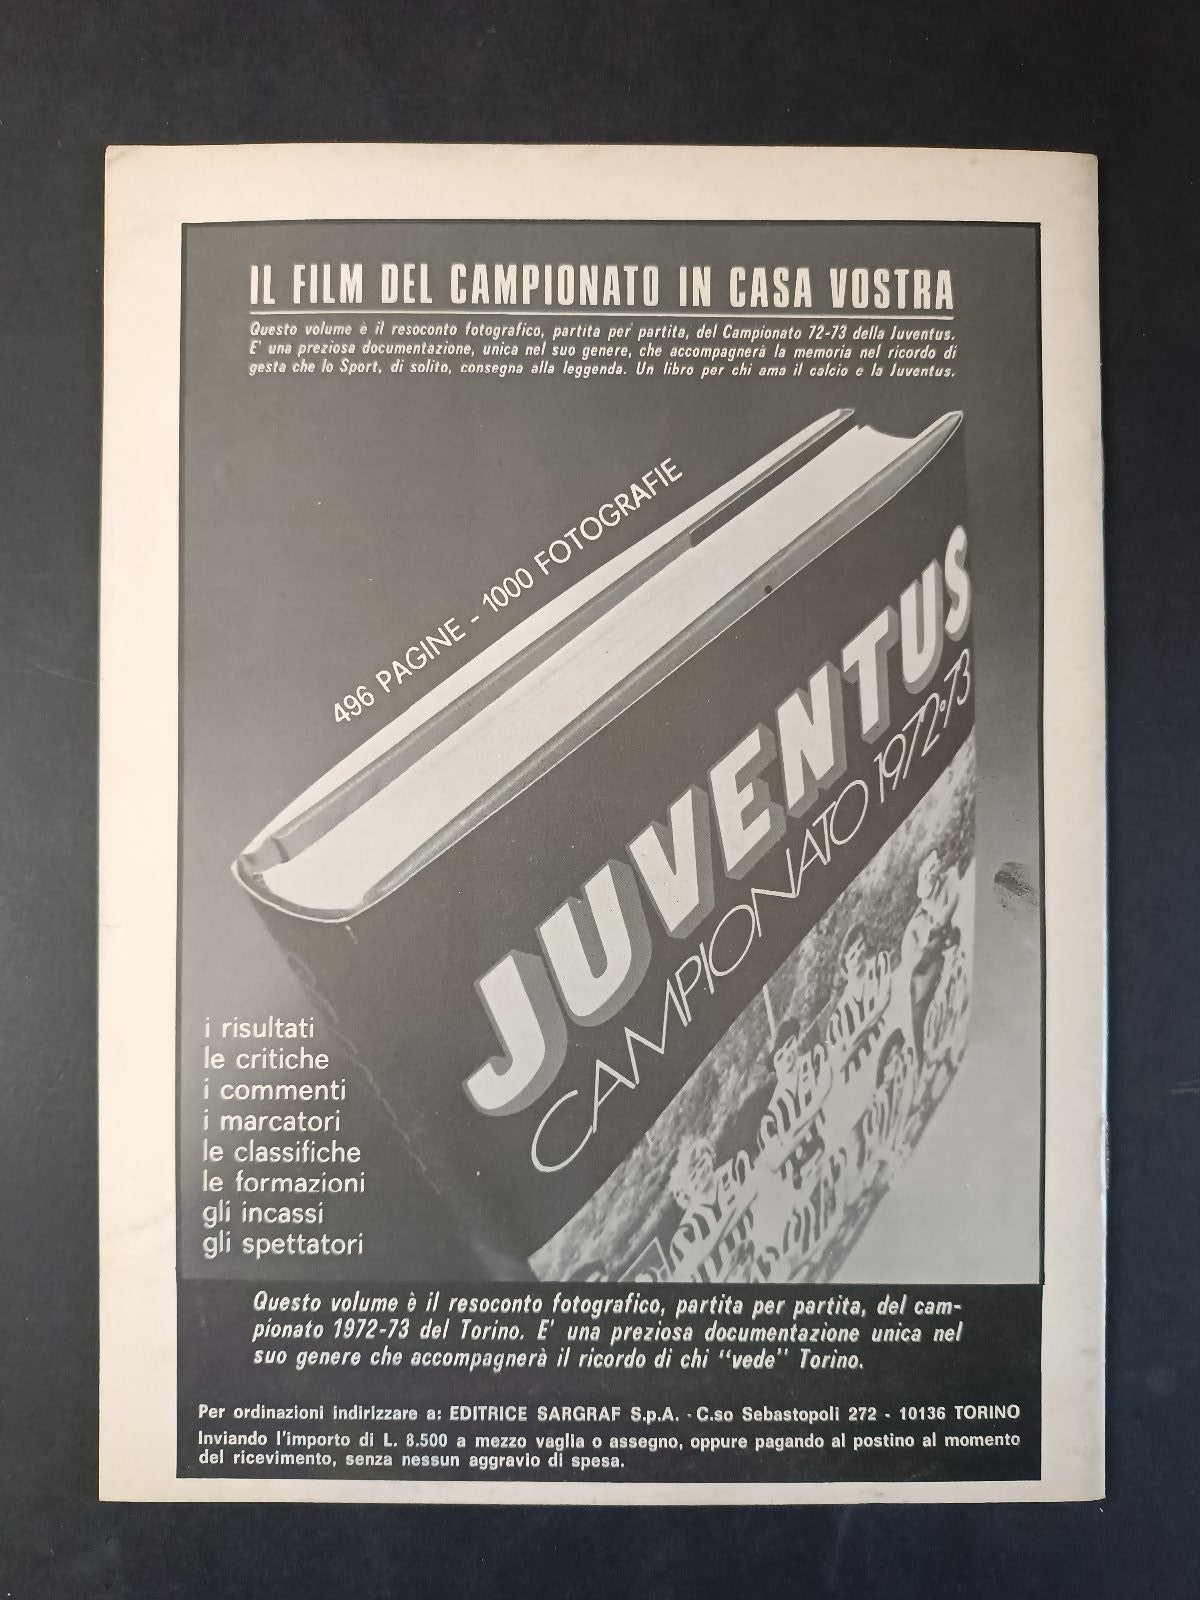 IL FILM DEL CAMPIONATO IN CASA VOSTRA
Questo volume è il resoconto fotografico, partita per partita, del Campionato 72-73 della Juventus.
E' una preziosa documentazione, unica nel suo genere, che accompagnerà la memoria nel ricordo di
gesta che lo Sport, di solito, consegna alla leggenda. Un libro per chi ama il calcio e la Juventus.
496 PAGINE - 1000 FOTOGRAFIE
JUVENTUS
CAMPIONATO 1972·73
i risultati
le critiche
i commenti
i marcatori
le classifiche
le formazioni
gli incassi
gli spettatori
Questo volume è il resoconto fotografico, partita per partita, del cam-
pionato 1972-73 del Torino. E' una preziosa documentazione unica nel
suo genere che accompagnerà il ricordo di chi "vede" Torino.
Per ordinazioni indirizzare a: EDITRICE SARGRAF S.p.A. - C.so Sebastopoli 272 - 10136 TORINO
Inviando l'importo di L. 8.500 a mezzo vaglia o assegno, oppure pagando al postino al momento
del ricevimento, senza nessun aggravio di spesa.